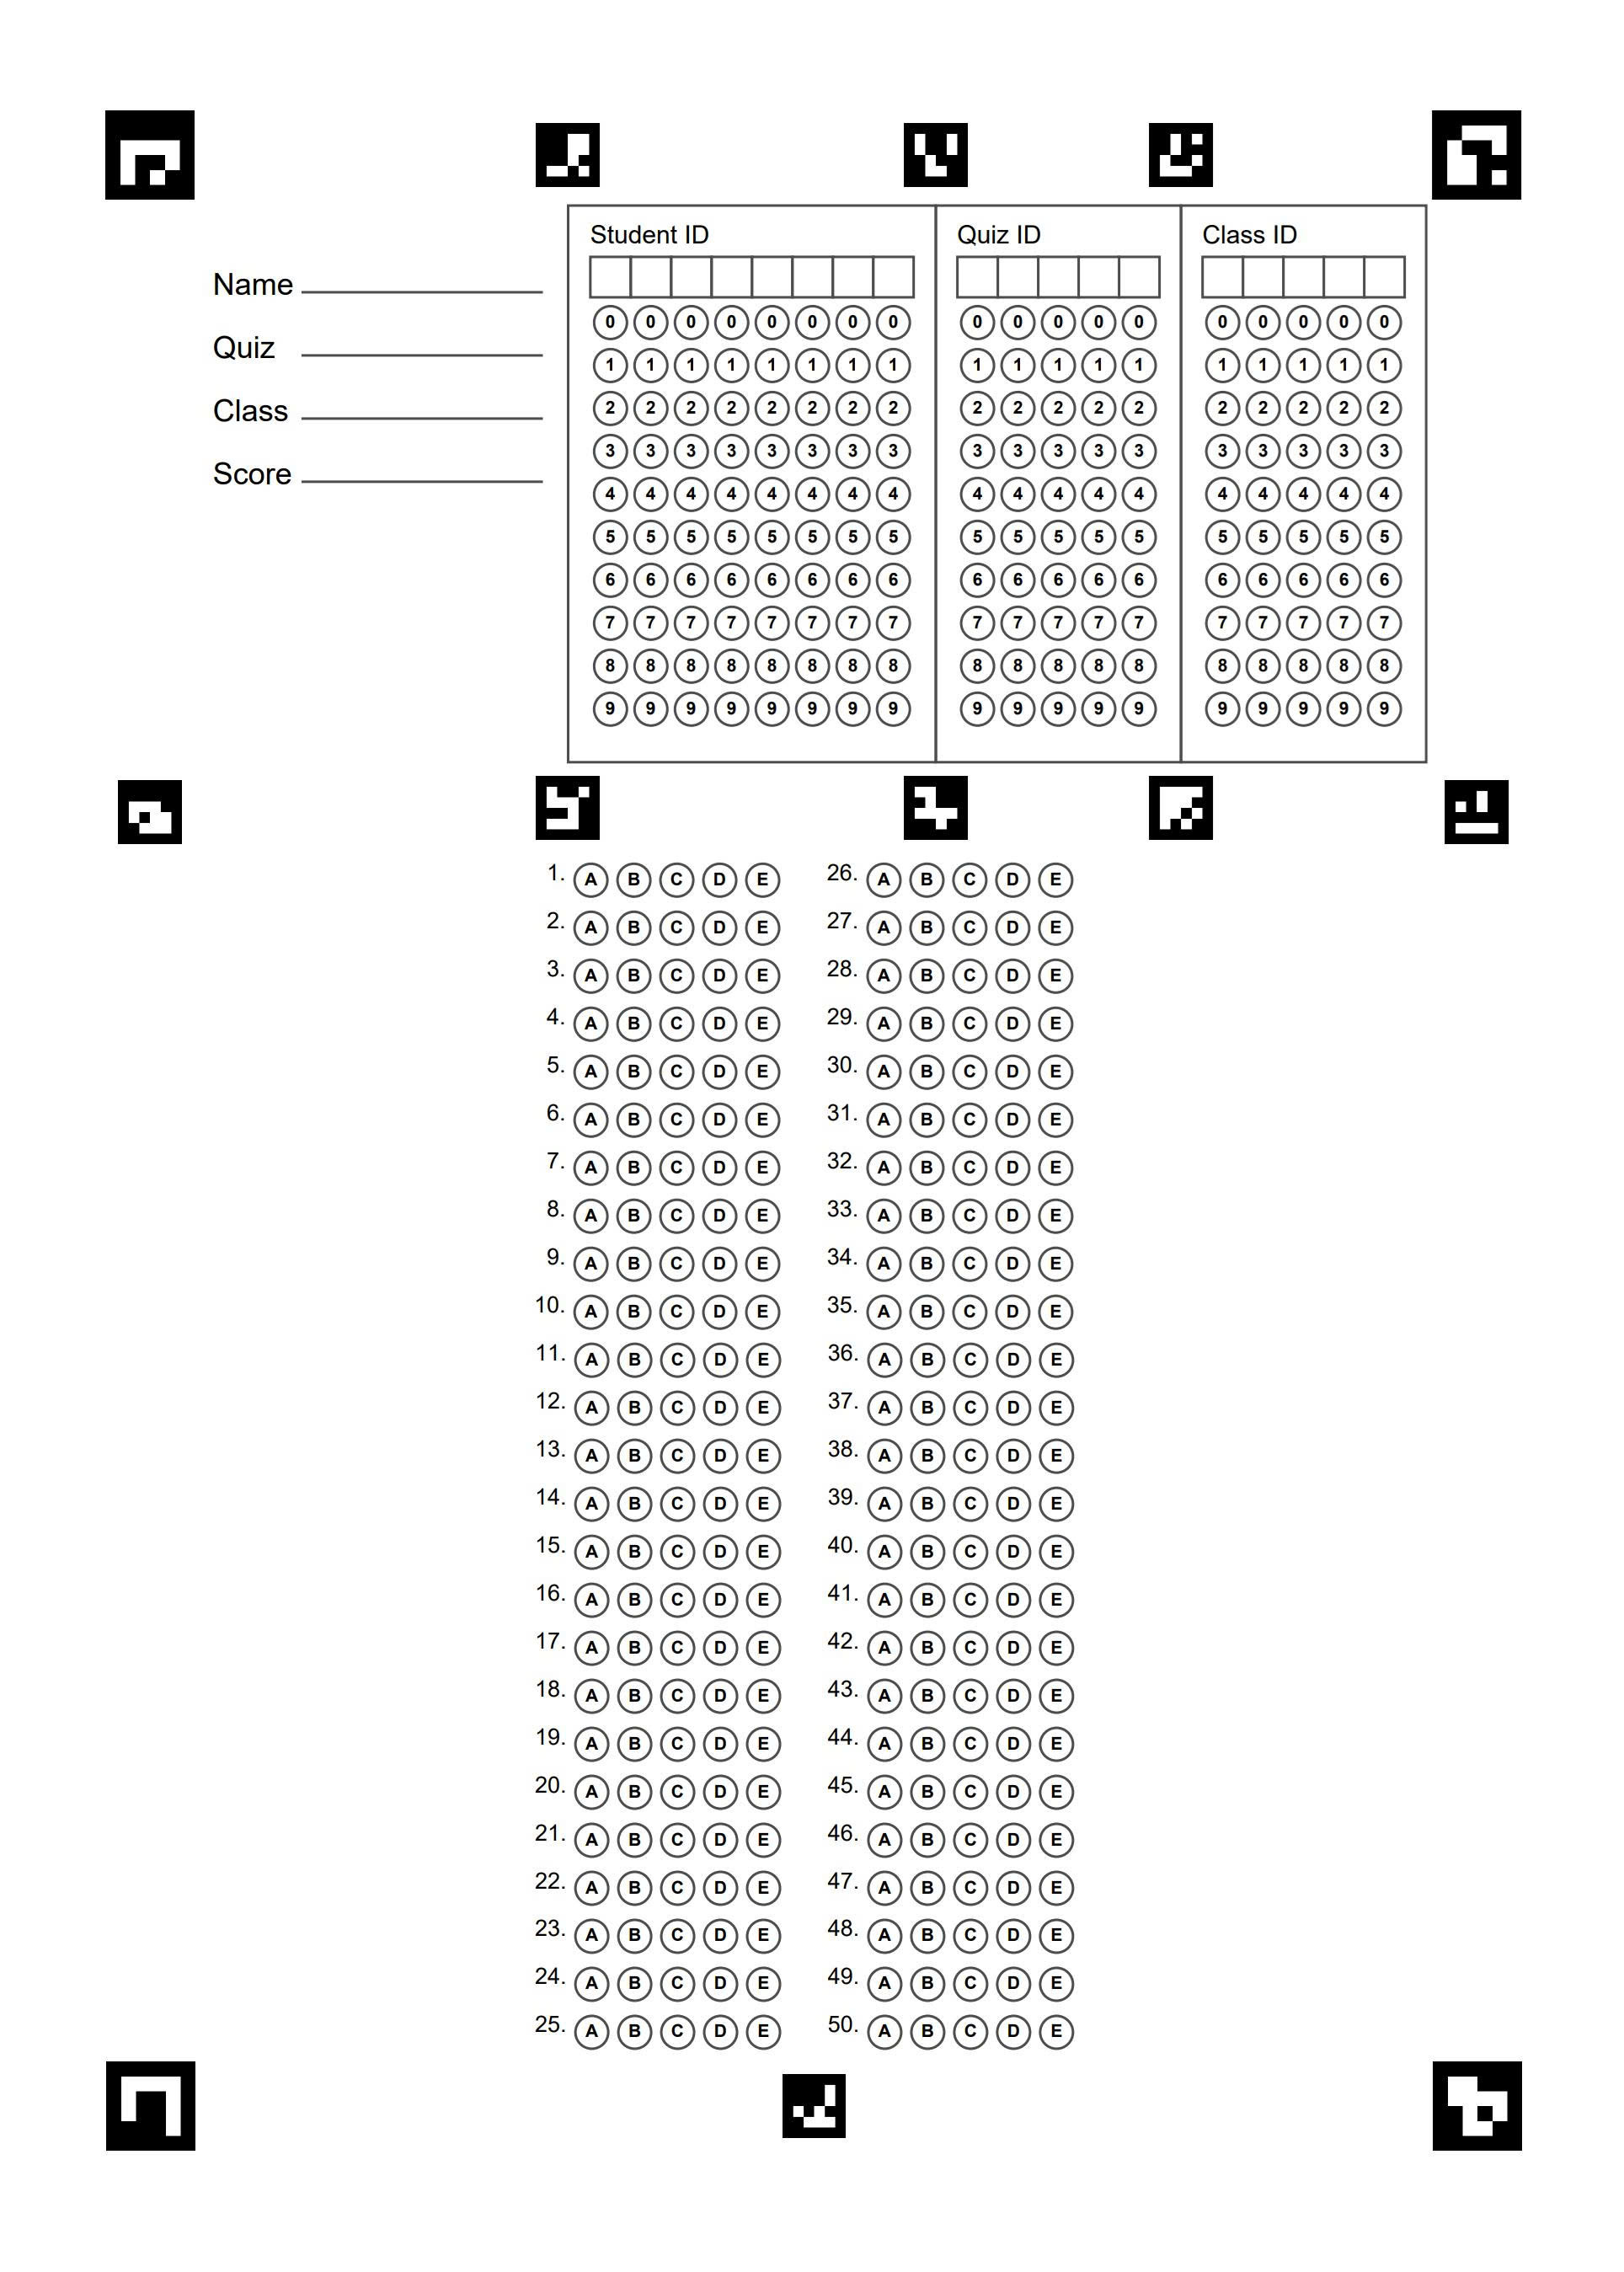 Name
Quiz
Class
Score
Student ID Quiz ID Class ID
0 0 0 0 0 0 0 0 0 0 0 0 0 0 0 0 0 0
1 1 1 1 1 1 1 1 1 1 1 1 1 1 1 1 1 1
2 2 2 2 2 2 2 2 2 2 2 2 2 2 2 2 2 2
3 3 3 3 3 3 3 3 3 3 3 3 3 3 3 3 3 3
4 4 4 4 4 4 4 4 4 4 4 4 4 4 4 4 4 4
5 5 5 5 5 5 5 5 5 5 5 5 5 5 5 5 5 5
6 6 6 6 6 6 6 6 6 6 6 6 6 6 6 6 6 6
7 7 7 7 7 7 7 7 7 7 7 7 7 7 7 7 7 7
8 8 8 8 8 8 8 8 8 8 8 8 8 8 8 8 8 8
9 9 9 9 9 9 9 9 9 9 9 9 9 9 9 9 9 9
1. A B C D E
2. A B C D E
3. A B C D E
4. A B C D E
5. A B C D E
6. A B C D E
7. A B C D E
8. A B C D E
9. A B C D E
10. A B C D E
11. A B C D E
12. A B C D E
13. A B C D E
14. A B C D E
15. A B C D E
16. A B C D E
17. A B C D E
18. A B C D E
19. A B C D E
20. A B C D E
21. A B C D E
22. A B C D E
23. A B C D E
24. A B C D E
25. A B C D E
26. A B C D E
27. A B C D E
28. A B C D E
29. A B C D E
30. A B C D E
31. A B C D E
32. A B C D E
33. A B C D E
34. A B C D E
35. A B C D E
36. A B C D E
37. A B C D E
38. A B C D E
39. A B C D E
40. A B C D E
41. A B C D E
42. A B C D E
43. A B C D E
44. A B C D E
45. A B C D E
46. A B C D E
47. A B C D E
48. A B C D E
49. A B C D E
50. A B C D E